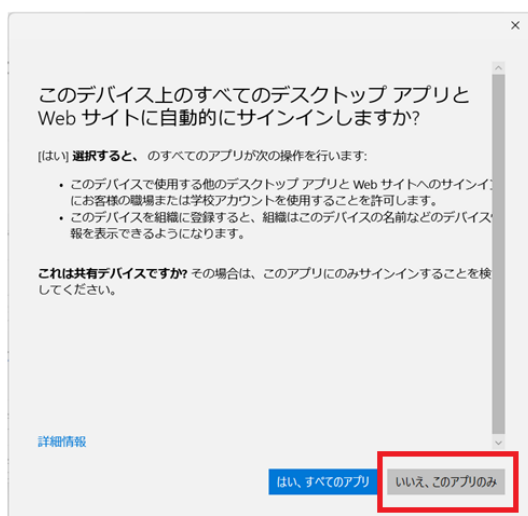 このデバイス上のすべてのデスクトップ アプリと
Web サイトに自動的にサインインしますか?
[はい] 選択すると、 のすべてのアプリが次の操作を行います:
• このデバイスで使用する他のデスクトップ アプリと Web サイトへのサインイ
にお客様の職場または学校アカウントを使用することを許可します。
• このデバイスを組織に登録すると、組織はこのデバイスの名前などのデバイス
報を表示できるようになります。
これは共有デバイスですか? その場合は、このアプリにのみサインインすることを検
してください。
詳細情報
はい、すべてのアプリ
いいえ、このアプリのみ